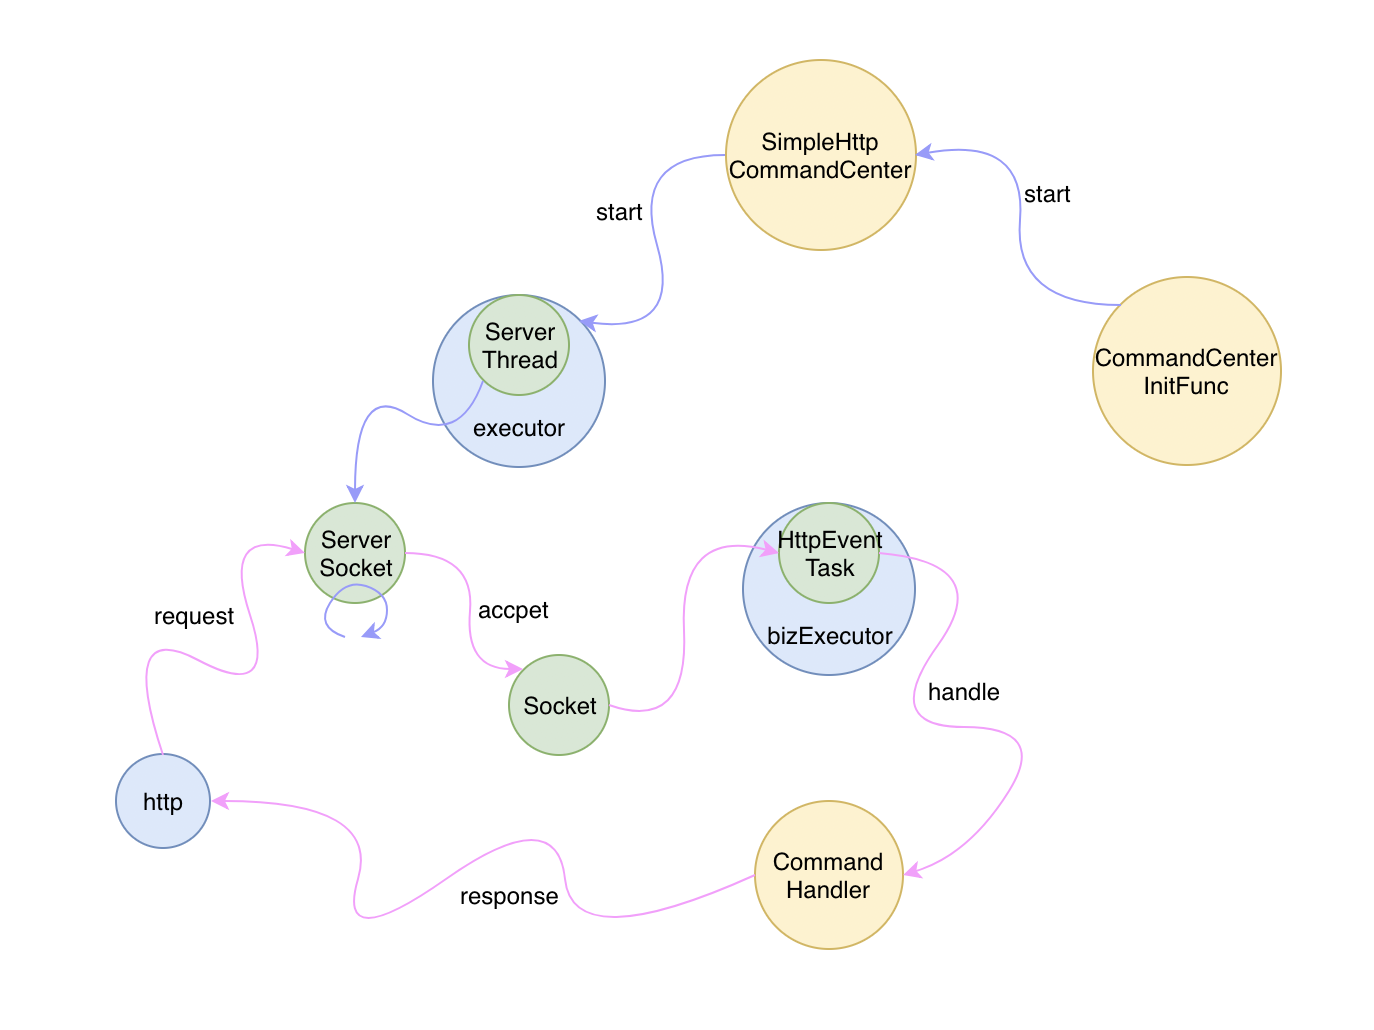 SimpleHttp
CommandCenter
start
start
Server
Thread
executor
CommandCenter
InitFunc
Server
Socket
HttpEvent
Task
bizExecutor
request
accpet
Socket
handle
http
Command
Handler
response